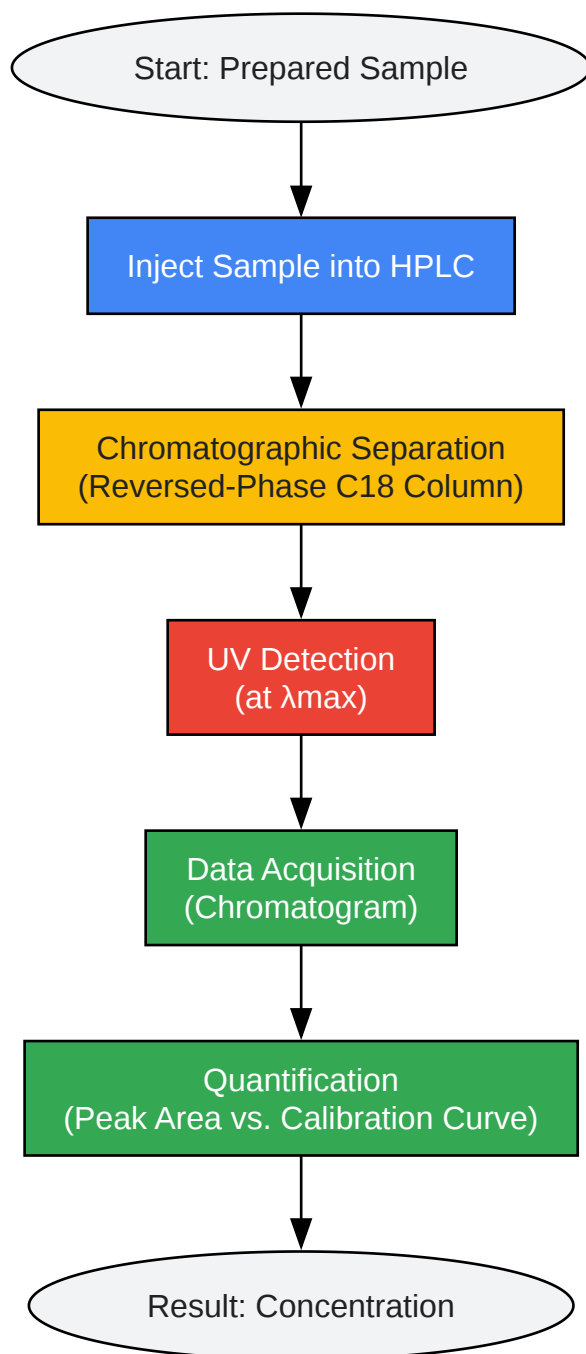 Start: Prepared Sample
Inject Sample into HPLC
Chromatographic Separation
(Reversed-Phase C18 Column)
UV Detection
(at λmax)
Data Acquisition
(Chromatogram)
Quantification
(Peak Area vs. Calibration Curve)
Result: Concentration